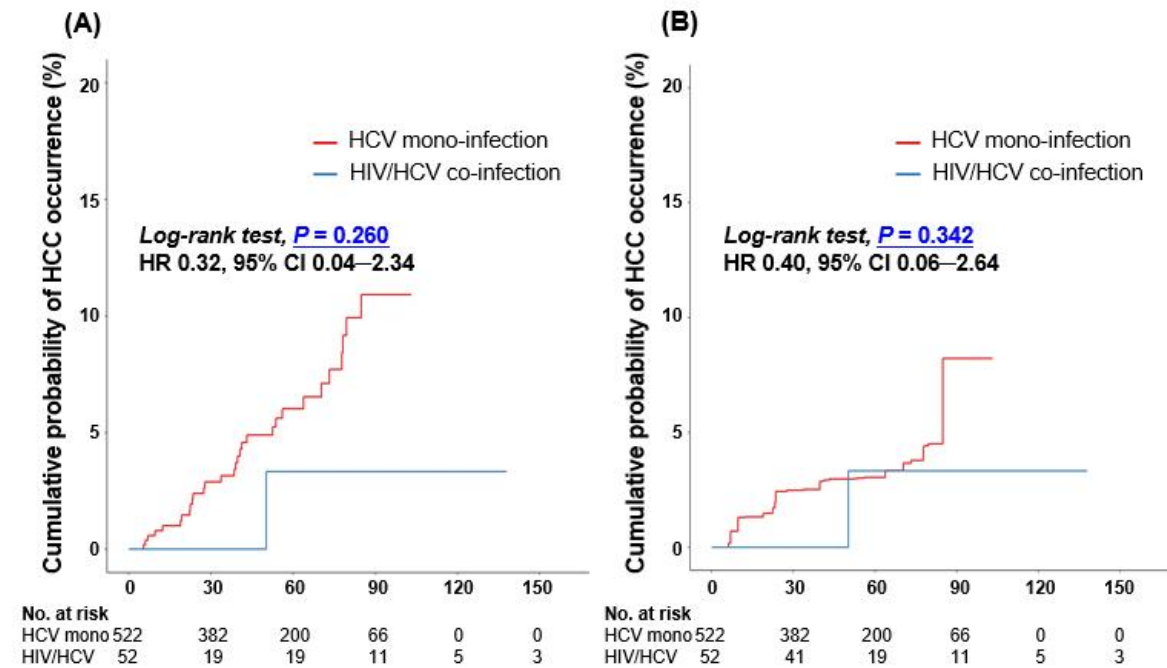 (A)
Cumulative probability of HCC occurrence (%)
20
15
10
5
0
HCV mono-infection
HIV/HCV co-infection
Log-rank test, P = 0.260
HR 0.32, 95% CI 0.04–2.34
0 30 60 90 120 150
No. at risk
HCV mono 522 382 200 66 0 0
HIV/HCV 52 19 19 11 5 3
(B)
Cumulative probability of HCC occurrence (%)
20
15
10
5
0
HCV mono-infection
HIV/HCV co-infection
Log-rank test, P = 0.342
HR 0.40, 95% CI 0.06–2.64
0 30 60 90 120 150
No. at risk
HCV mono 522 382 200 66 0 0
HIV/HCV 52 41 19 11 5 3